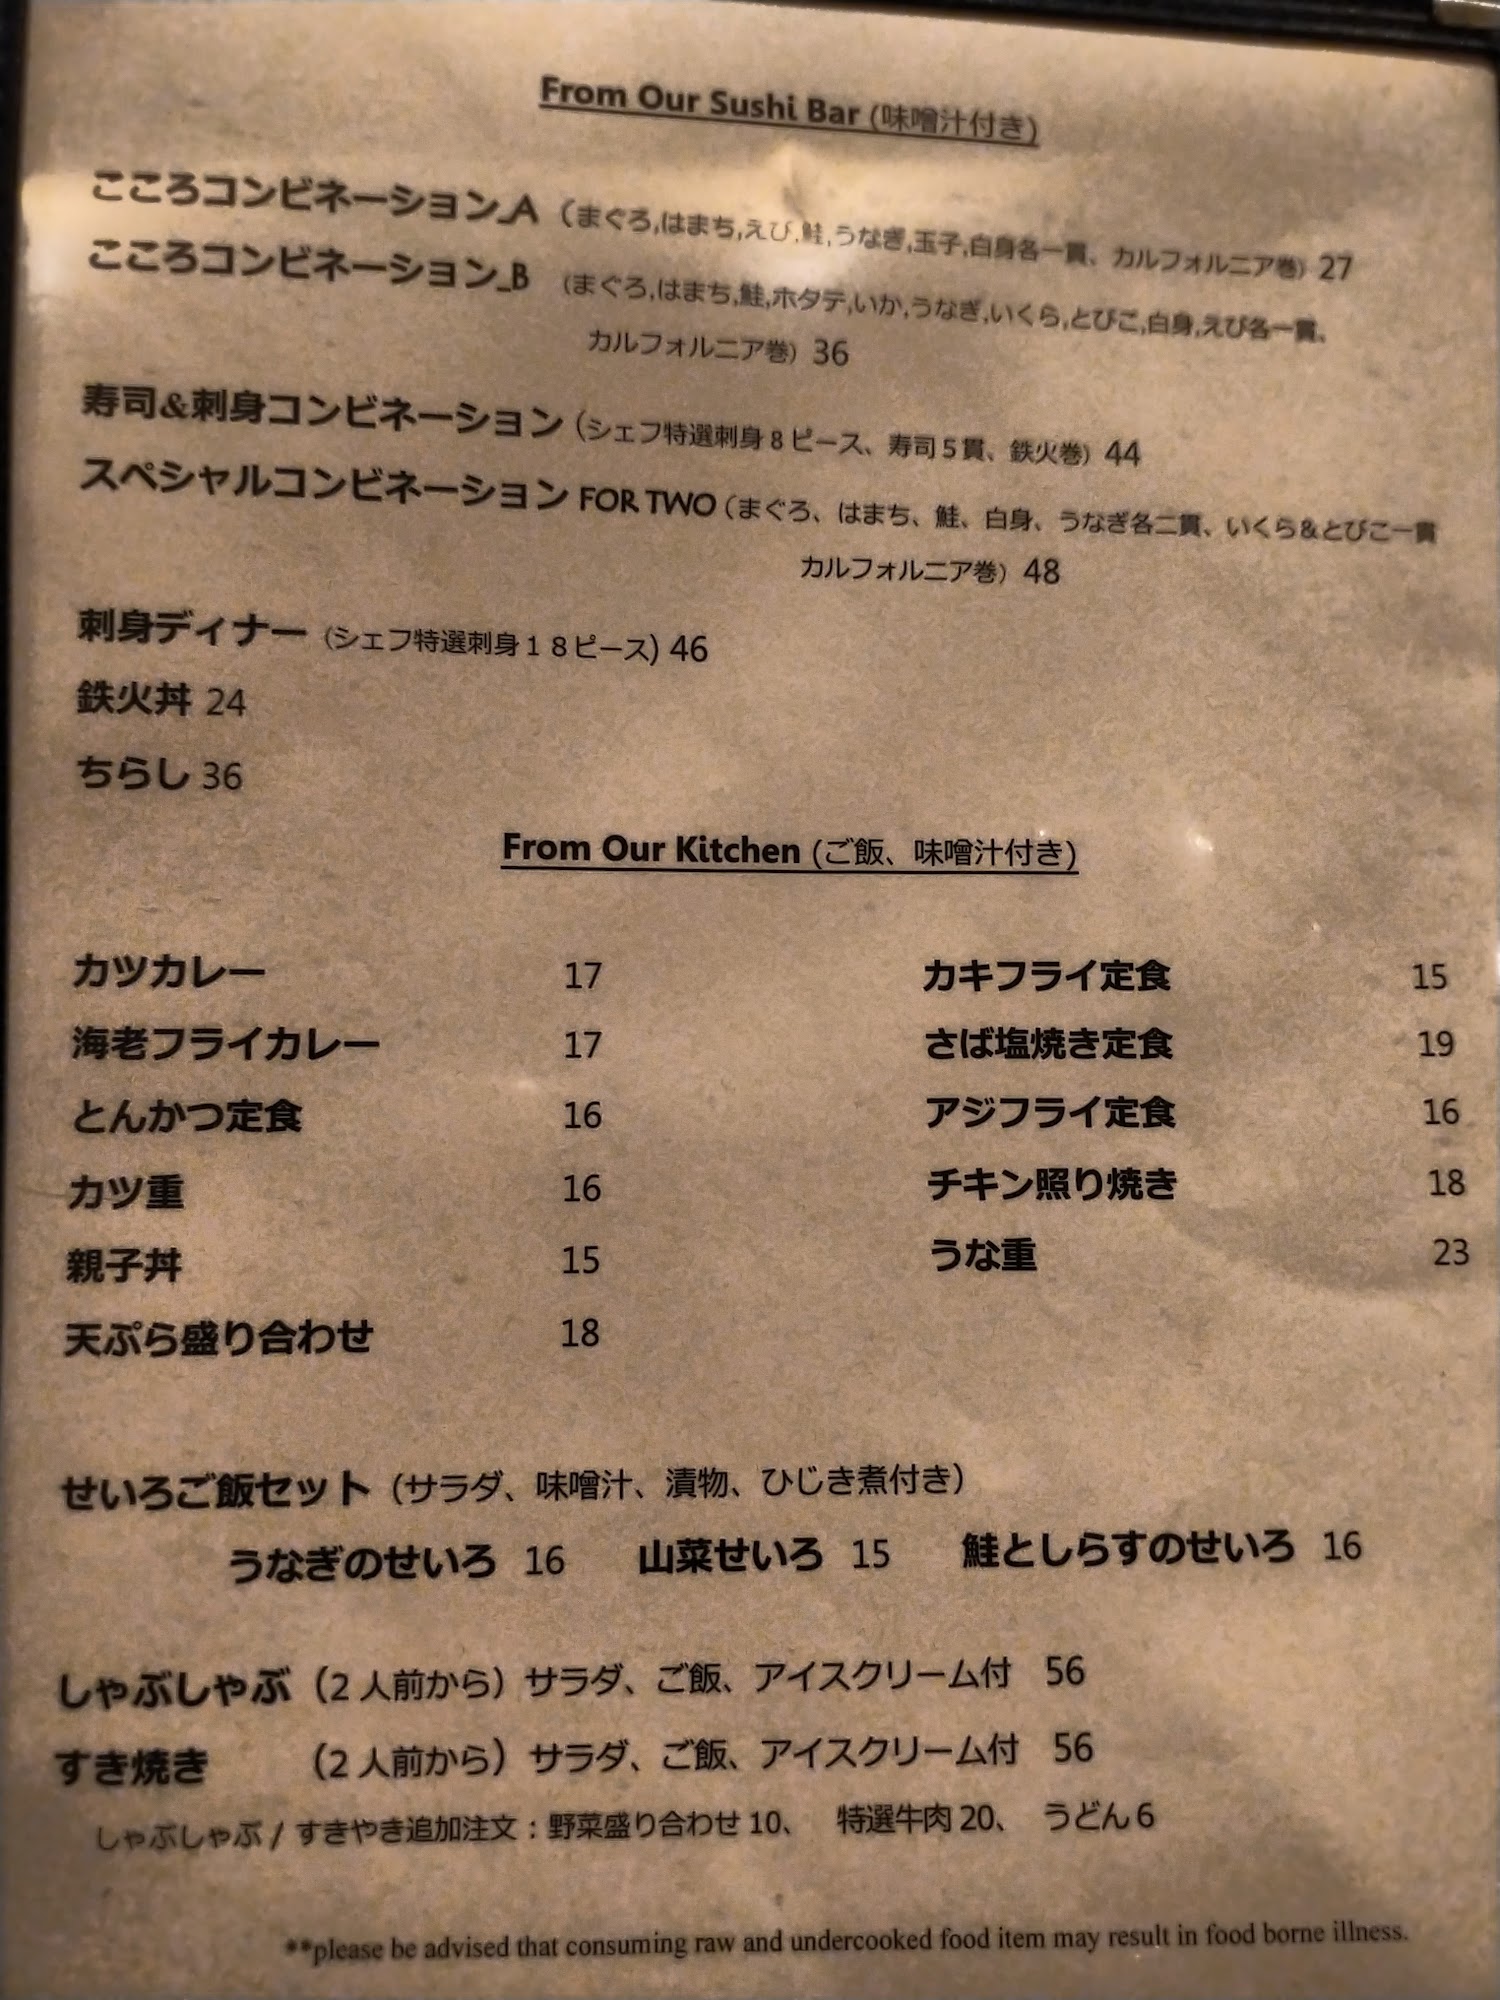 From Our Sushi Bar (味噌汁付き)
こころコンビネーション_A (まぐろ,はまち,えび,鮭,うなぎ,玉子,白身各一貫、カルフォルニア巻) 27
こころコンビネーション_B (まぐろ,はまち,鮭,ホタテ,いか,うなぎ,いくら,とびこ,白身,えび各一貫、
カルフォルニア巻) 36
寿司&刺身コンビネーション (シェフ特選刺身8ピース、寿司5貫、鉄火巻) 44
スペシャルコンビネーション FOR TWO (まぐろ、はまち、鮭、白身、うなぎ各二貫、いくら&とびこ一貫
カルフォルニア巻) 48
刺身ディナー (シェフ特選刺身18ピース) 46
鉄火丼 24
ちらし 36
From Our Kitchen (ご飯、味噌汁付き)
カツカレー 17 カキフライ定食 15
海老フライカレー 17 さば塩焼き定食 19
とんかつ定食 16 アジフライ定食 16
カツ重 16 チキン照り焼き 18
親子丼 15 うな重 23
天ぷら盛り合わせ 18
せいろご飯セット (サラダ、味噌汁、漬物、ひじき煮付き)
うなぎのせいろ 16 山菜せいろ 15 鮭としらすのせいろ 16
しゃぶしゃぶ (2人前から) サラダ、ご飯、アイスクリーム付 56
すき焼き (2人前から) サラダ、ご飯、アイスクリーム付 56
しゃぶしゃぶ / すきやき追加注文:野菜盛り合わせ 10、 特選牛肉 20、 うどん 6
**please be advised that consuming raw and undercooked food item may result in food borne illness.